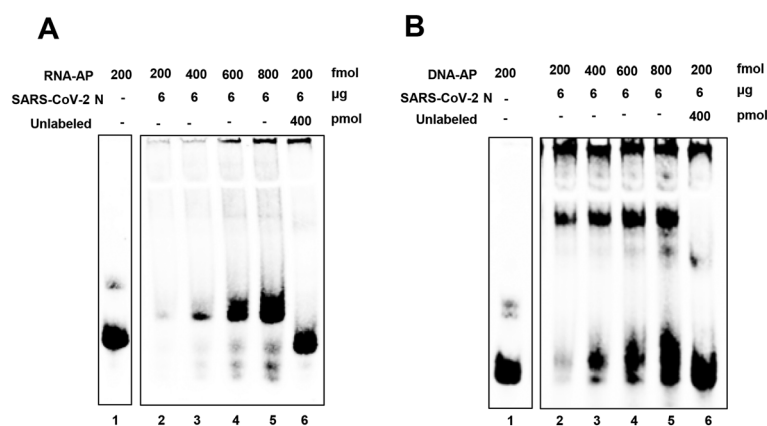 A
RNA-AP 200 200 400 600 800 200 fmol
SARS-CoV-2 N - 6 6 6 6 6 µg
Unlabeled - - - - - 400 pmol
1 2 3 4 5 6
B
DNA-AP 200 200 400 600 800 200 fmol
SARS-CoV-2 N - 6 6 6 6 6 µg
Unlabeled - - - - - 400 pmol
1 2 3 4 5 6